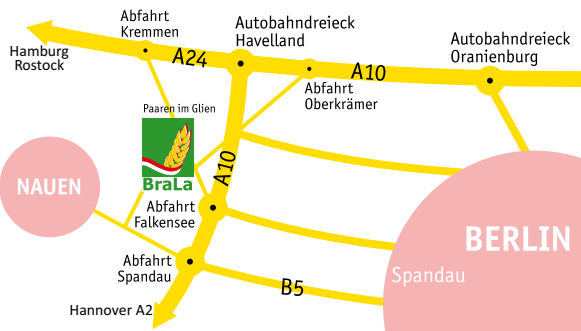 Abfahrt
Kremmen
Autobahndreieck
Havelland
Autobahndreieck
Oranienburg
Hamburg
Rostock
A24
A10
Abfahrt
Oberkrämer
Paaren im Glien
BraLa
A10
NAUEN
Abfahrt
Falkensee
BERLIN
Abfahrt
Spandau
Spandau
B5
Hannover A2